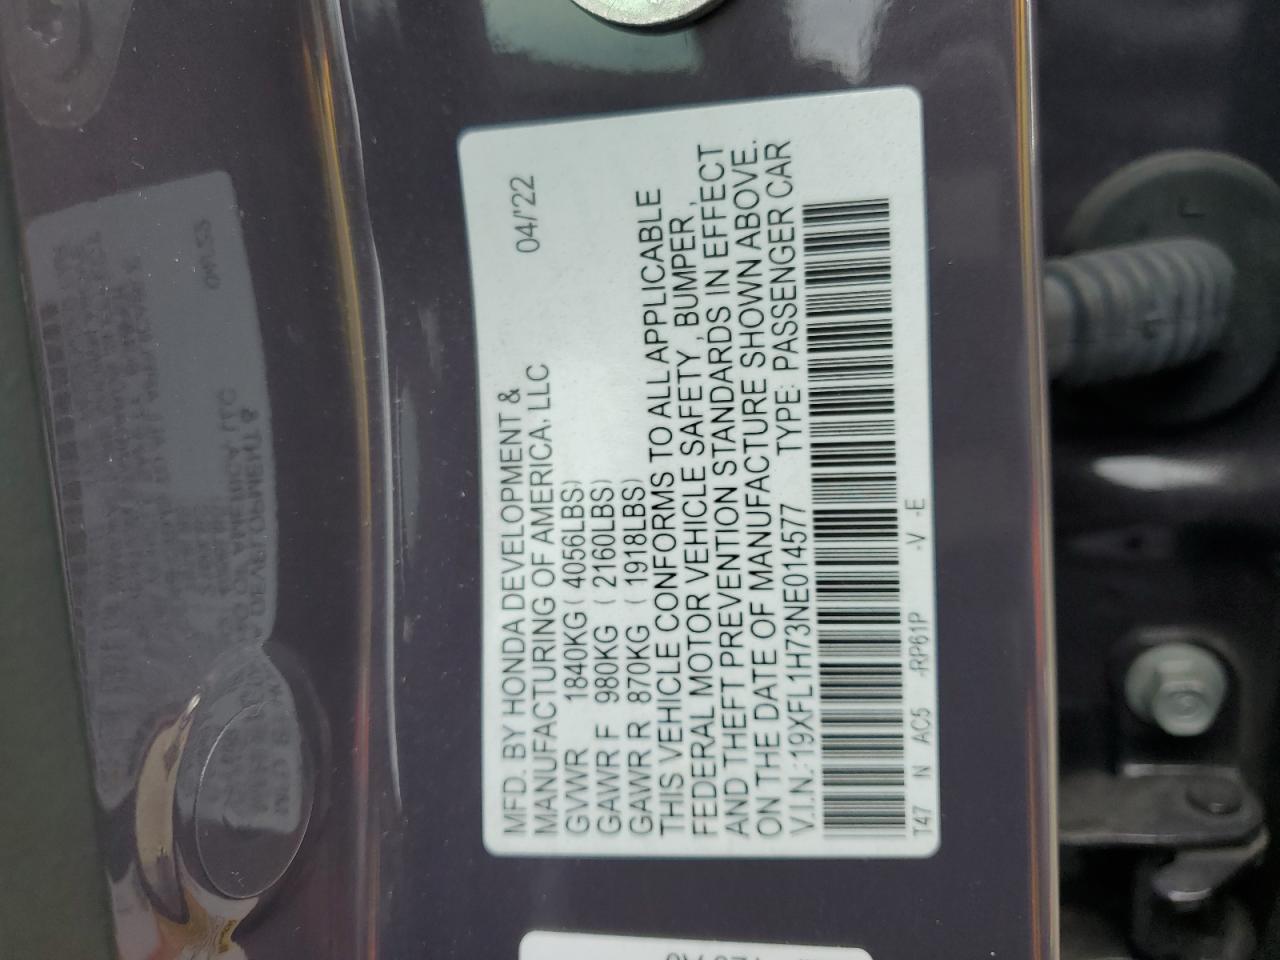 MFD. BY HONDA DEVELOPMENT &
MANUFACTURING OF AMERICA, LLC 04/'22
GVWR 1840KG ( 4056LBS)
GAWR F 980KG ( 2160LBS)
GAWR R 870KG ( 1918LBS)
THIS VEHICLE CONFORMS TO ALL APPLICABLE
FEDERAL MOTOR VEHICLE SAFETY , BUMPER ,
AND THEFT PREVENTION STANDARDS IN EFFECT
ON THE DATE OF MANUFACTURE SHOWN ABOVE.
V.I.N.:19XFL1H73NE014577 TYPE: PASSENGER CAR
T47 N AC5 -RP61P -V -E